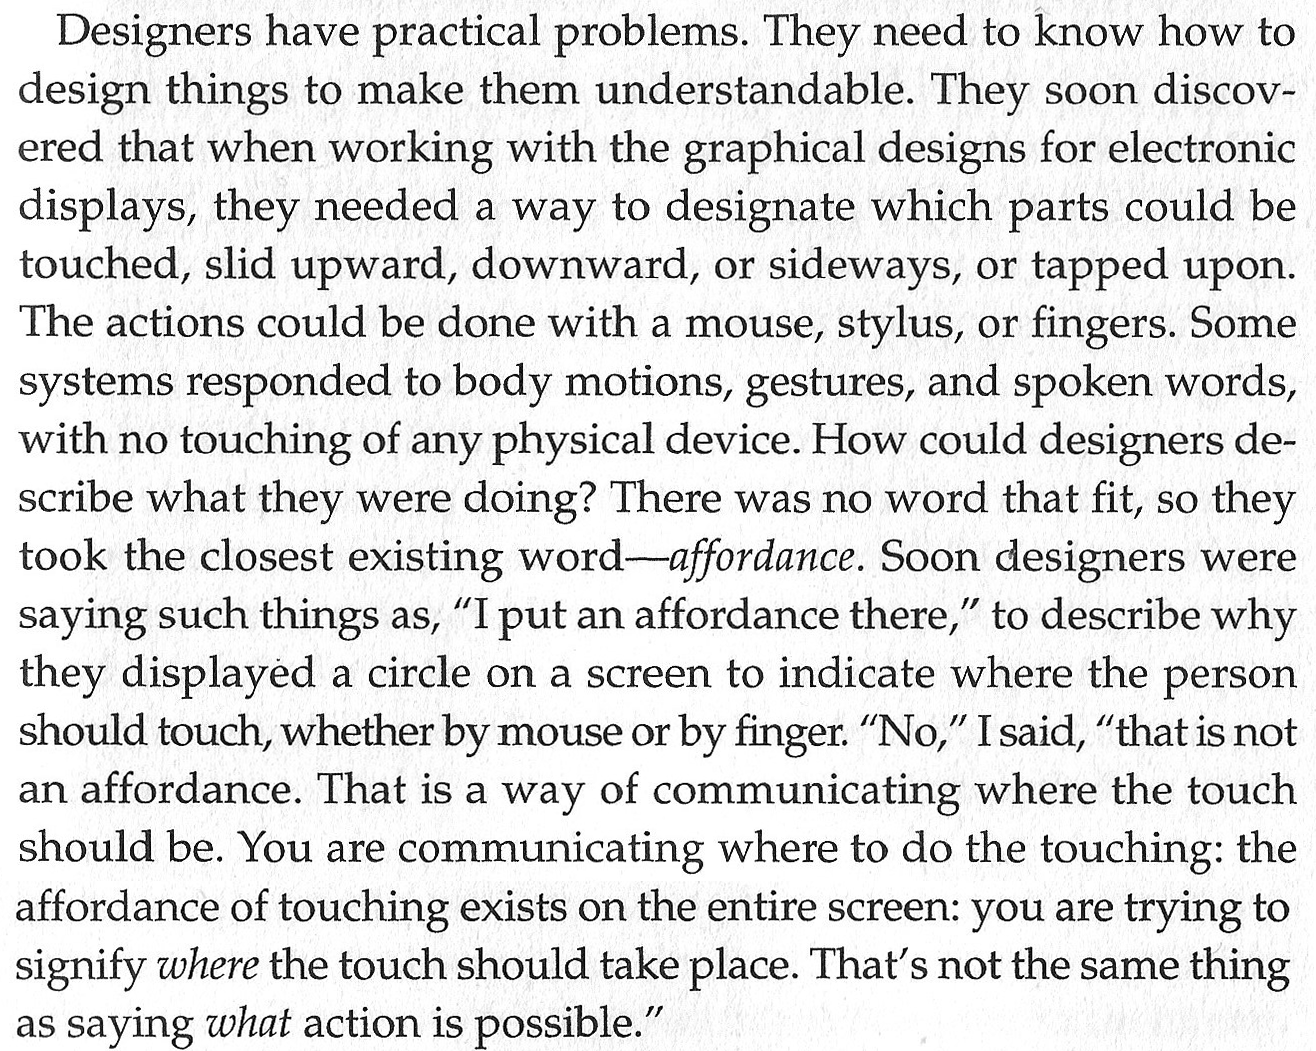 Designers have practical problems. They need to know how to
design things to make them understandable. They soon discov-
ered that when working with the graphical designs for electronic
displays, they needed a way to designate which parts could be
touched, slid upward, downward, or sideways, or tapped upon.
The actions could be done with a mouse, stylus, or fingers. Some
systems responded to body motions, gestures, and spoken words,
with no touching of any physical device. How could designers de-
scribe what they were doing? There was no word that fit, so they
took the closest existing word—affordance. Soon designers were
saying such things as, “I put an affordance there,” to describe why
they displayed a circle on a screen to indicate where the person
should touch, whether by mouse or by finger. “No,” I said, “that is not
an affordance. That is a way of communicating where the touch
should be. You are communicating where to do the touching: the
affordance of touching exists on the entire screen: you are trying to
signify where the touch should take place. That’s not the same thing
as saying what action is possible.”